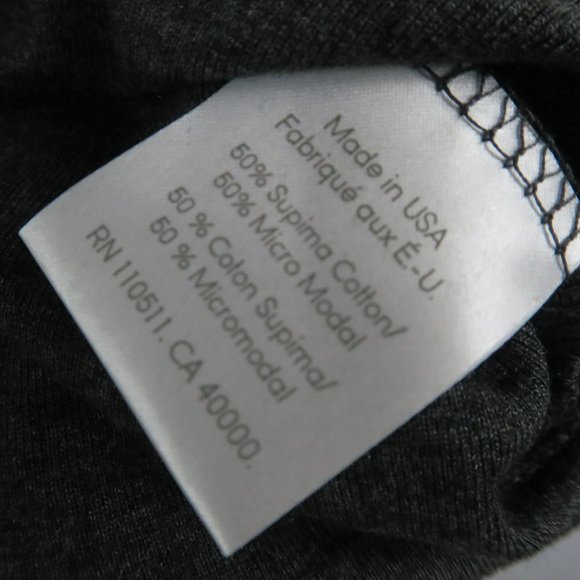 Made in USA
Fabriqué aux É-U.
50% Supima Cotton/
50% Micro Modal
50 % Coton Supima/
50 % Micromodal
RN 110511. CA 40000.